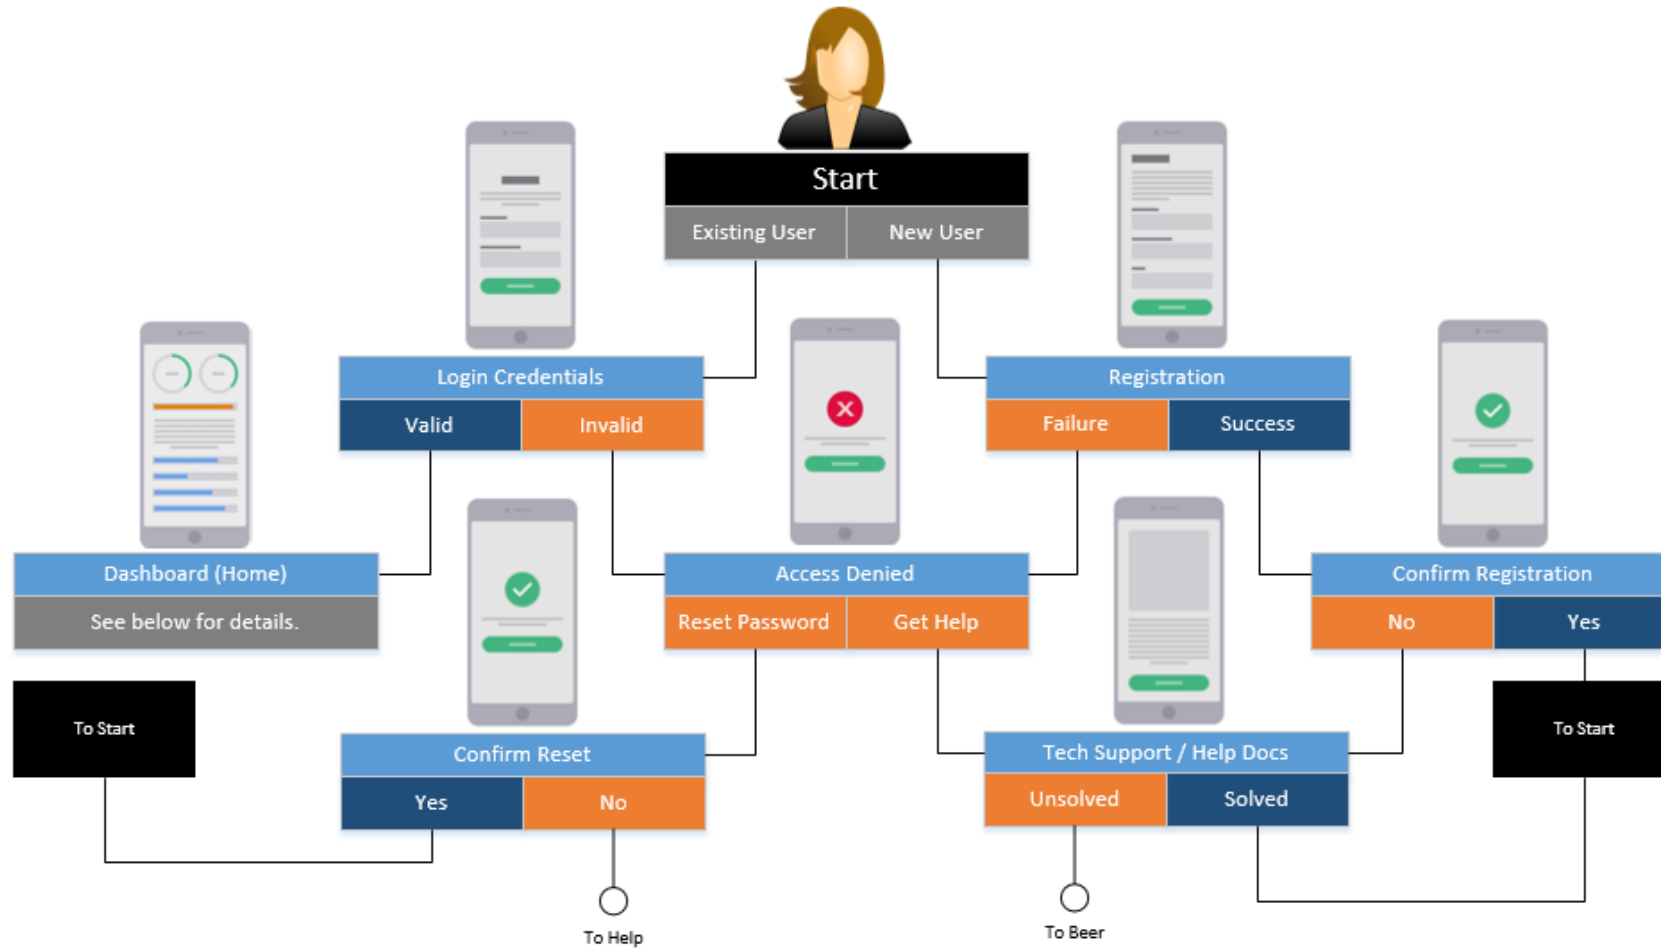 Start
Existing User
New User
Login Credentials
Valid
Invalid
Registration
Failure
Success
Dashboard (Home)
See below for details.
Access Denied
Reset Password
Get Help
Confirm Registration
No
Yes
To Start
To Start
Confirm Reset
Yes
No
Tech Support / Help Docs
Unsolved
Solved
To Help
To Beer